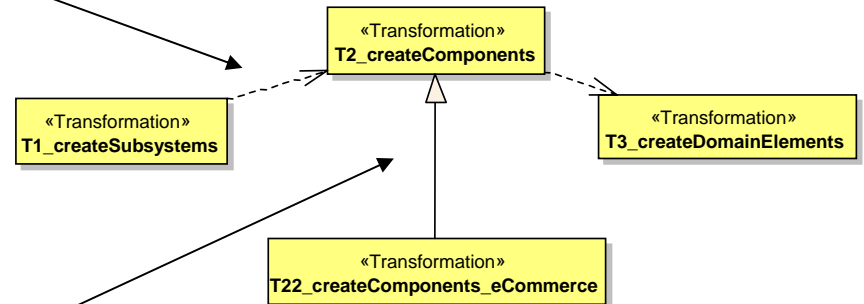 «Transformation»
T2_createComponents
«Transformation»
T1_createSubsystems
«Transformation»
T3_createDomainElements
«Transformation»
T22_createComponents_eCommerce